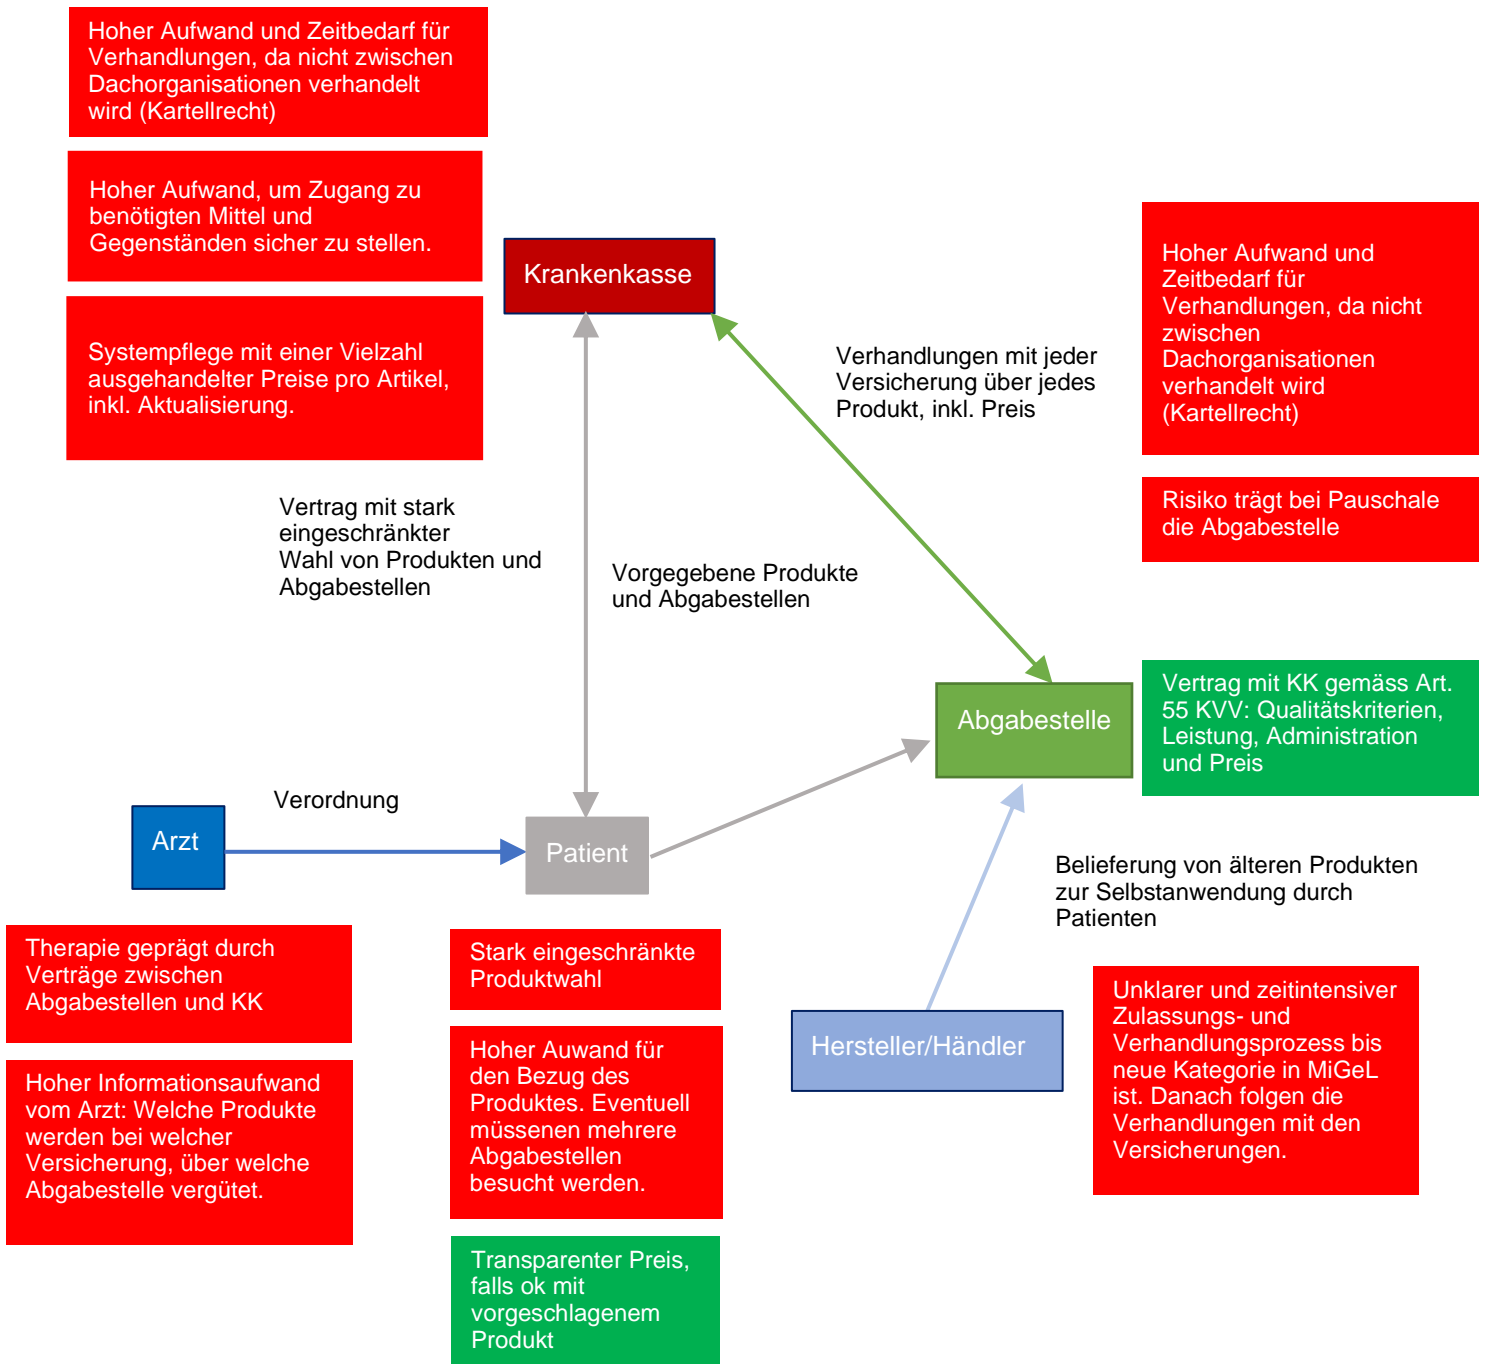 Hoher Aufwand und Zeitbedarf für
Verhandlungen, da nicht zwischen
Dachorganisationen verhandelt
wird (Kartellrecht)
Hoher Aufwand, um Zugang zu
benötigten Mittel und
Gegenständen sicher zu stellen.
Systempflege mit einer Vielzahl
ausgehandelter Preise pro Artikel,
inkl. Aktualisierung.
Krankenkasse
Verhandlungen mit jeder
Versicherung über jedes
Produkt, inkl. Preis
Hoher Aufwand und
Zeitbedarf für
Verhandlungen, da nicht
zwischen
Dachorganisationen
verhandelt wird
(Kartellrecht)
Risiko trägt bei Pauschale
die Abgabestelle
Vertrag mit stark
eingeschränkter
Wahl von Produkten und
Abgabestellen
Vorgegebene Produkte
und Abgabestellen
Abgabestelle
Vertrag mit KK gemäss Art.
55 KVV: Qualitätskriterien,
Leistung, Administration
und Preis
Verordnung
Arzt
Patient
Belieferung von älteren Produkten
zur Selbstanwendung durch
Patienten
Therapie geprägt durch
Verträge zwischen
Abgabestellen und KK
Hoher Informationsaufwand
vom Arzt: Welche Produkte
werden bei welcher
Versicherung, über welche
Abgabestelle vergütet.
Stark eingeschränkte
Produktwahl
Hoher Auwand für
den Bezug des
Produktes. Eventuell
müssenen mehrere
Abgabestellen
besucht werden.
Transparenter Preis,
falls ok mit
vorgeschlagenem
Produkt
Hersteller/Händler
Unklarer und zeitintensiver
Zulassungs- und
Verhandlungsprozess bis
neue Kategorie in MiGeL
ist. Danach folgen die
Verhandlungen mit den
Versicherungen.